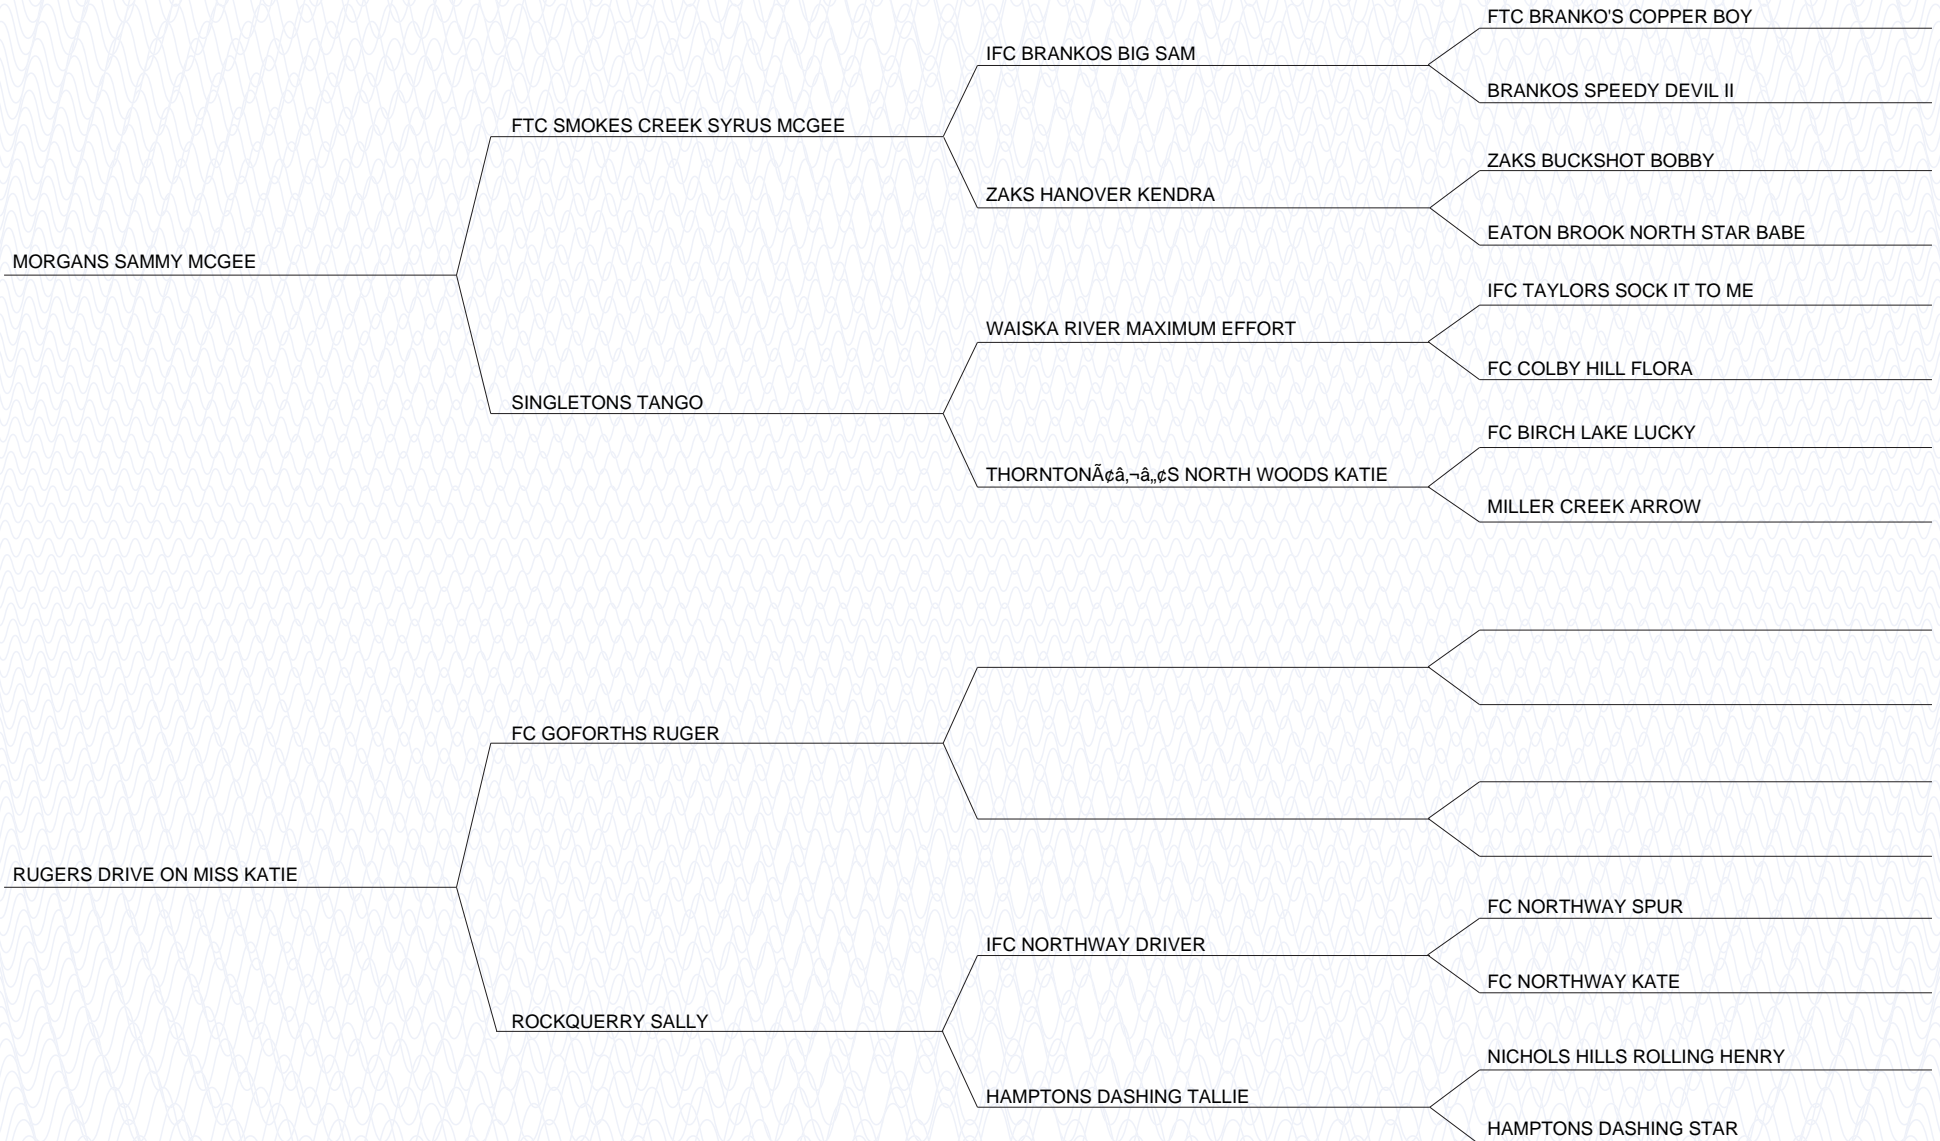 FTC BRANKO'S COPPER BOY
IFC BRANKOS BIG SAM
BRANKOS SPEEDY DEVIL II
FTC SMOKES CREEK SYRUS MCGEE
ZAKS BUCKSHOT BOBBY
ZAKS HANOVER KENDRA
EATON BROOK NORTH STAR BABE
MORGANS SAMMY MCGEE
IFC TAYLORS SOCK IT TO ME
WAISKA RIVER MAXIMUM EFFORT
FC COLBY HILL FLORA
SINGLETONS TANGO
FC BIRCH LAKE LUCKY
THORNTONÃ¢â‚¬â„¢S NORTH WOODS KATIE
MILLER CREEK ARROW
FC GOFORTHS RUGER
RUGERS DRIVE ON MISS KATIE
FC NORTHWAY SPUR
IFC NORTHWAY DRIVER
FC NORTHWAY KATE
ROCKQUERRY SALLY
NICHOLS HILLS ROLLING HENRY
HAMPTONS DASHING TALLIE
HAMPTONS DASHING STAR